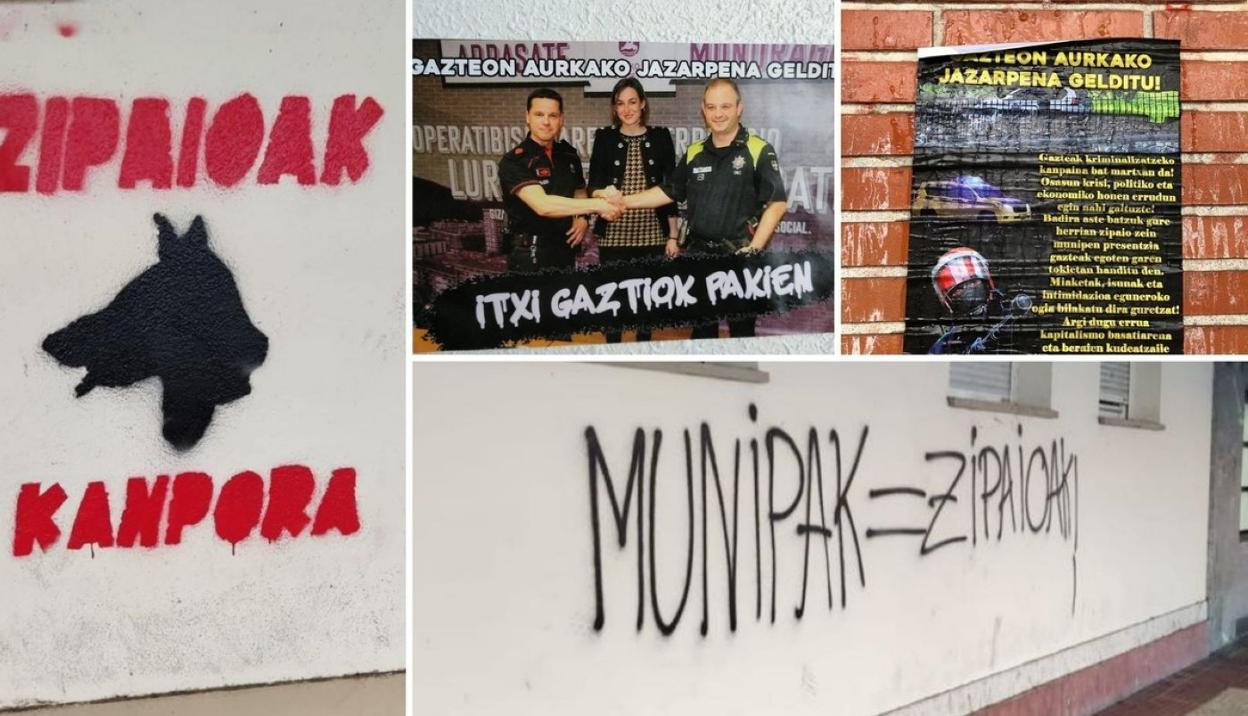 ZIPAIOAK
KANPORA
ARRASATE
GAZTEON AURKAKO JAZARPENA GELDIT
LUR
SOCIAL.
ITXI GAZTIOK PAKIEN
GAZTEON AURKAKO
JAZARPENA GELDITU!
Gazteak kriminalizatzeko
kanpaina bat martxan da!
Osasun krisi, politiko eta
ekonomiko honen errudun
egin nahi gaituzte!
Badira aste batzuk gure
herrian zipaio zein
munipen presentzia
gazteak egoten garen
tokietan handitu den.
Miaketak, isunak eta
intimidazioa eguneroko
ogia bilakatu dira guretzat!
Argi dugu errua
kapitalismo basatiarena
eta beraien kudeatzaile
MUNIPAK=ZIPAIOAK